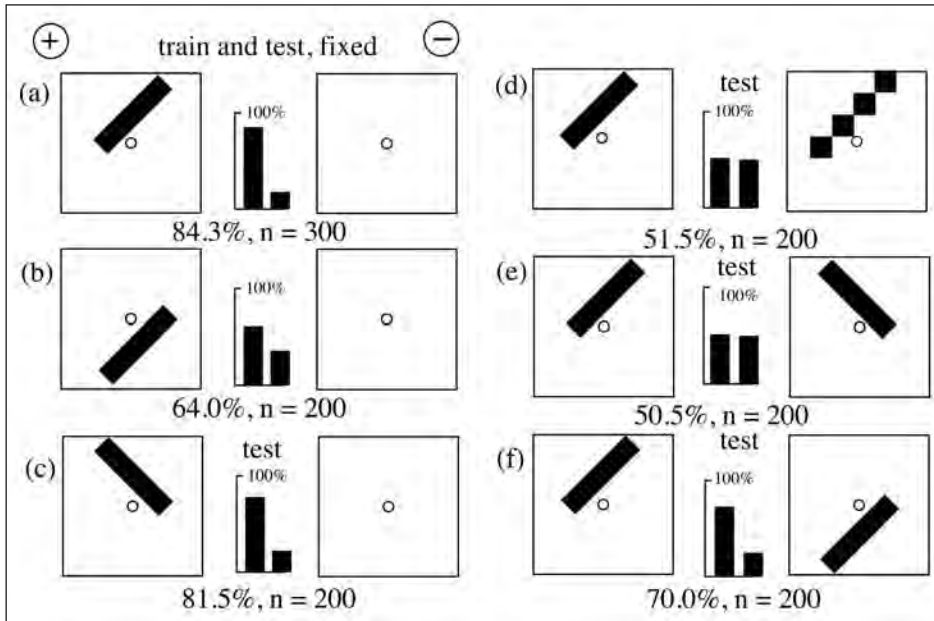 + train and test, fixed −
(a)
100%
84.3%, n = 300
(b)
100%
64.0%, n = 200
(c)
test
100%
81.5%, n = 200
(d)
test
100%
51.5%, n = 200
(e)
test
100%
50.5%, n = 200
(f)
test
100%
70.0%, n = 200